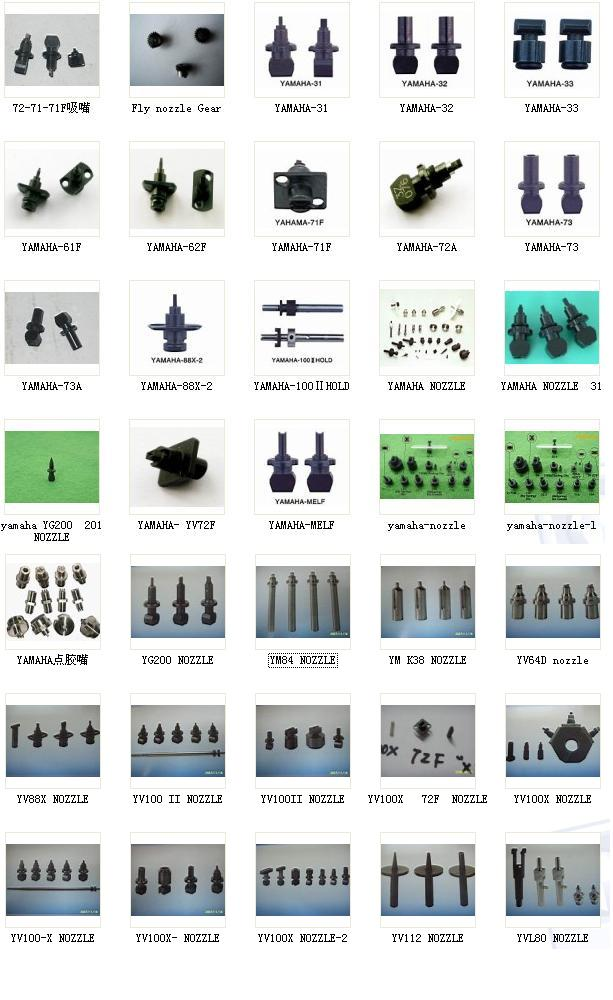 YAMAHA-31
YAMAHA-32
YAMAHA-33
72-71-71F吸嘴
Fly nozzle Gear
YAMAHA-31
YAMAHA-32
YAMAHA-33
52
YAHAMA-71F
YAMAHA-73
YAMAHA-61F
YAMAHA-62F
YAMAHA-71F
YAMAHA-72A
YAMAHA-73
YAMAHA-88X-2
YAMAHA-100ⅡHOLD
YAMAHA-73A
YAMAHA-88X-2
YAMAHA-100ⅡHOLD
YAMAHA NOZZLE
YAMAHA NOZZLE 31
YAMAHA-MELF
yamaha YG200 201
NOZZLE
YAMAHA- YV72F
YAMAHA-MELF
yamaha-nozzle
yamaha-nozzle-1
YAMAHA点胶嘴
YG200 NOZZLE
YM84 NOZZLE
YM K38 NOZZLE
YV64D nozzle
00X 72F
YV88X NOZZLE
YV100 II NOZZLE
YV100II NOZZLE
YV100X 72F NOZZLE
YV100X NOZZLE
YV100-X NOZZLE
YV100X- NOZZLE
YV100X NOZZLE-2
YV112 NOZZLE
YVL80 NOZZLE